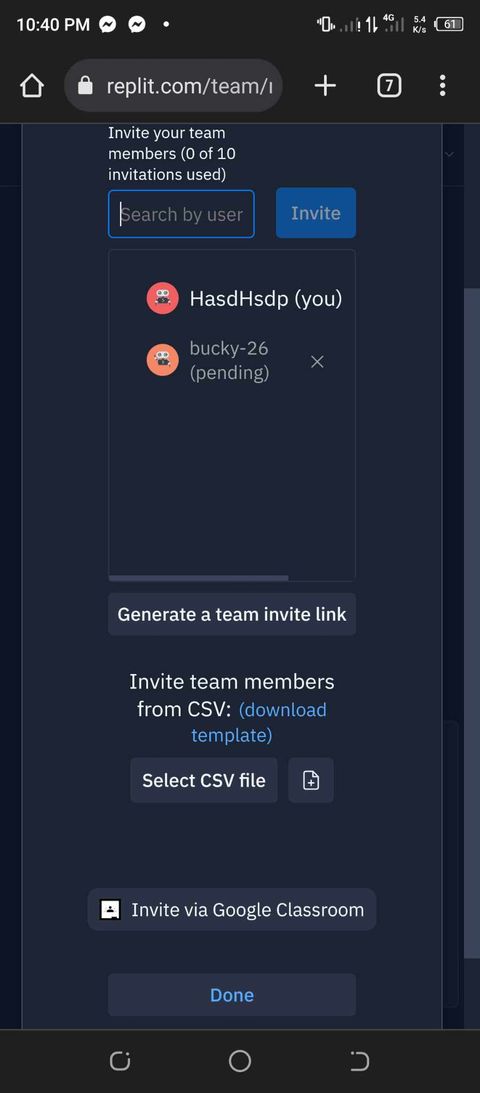 10:40 PM
4G
5.4
K/s
61
replit.com/team/
7
Invite your team
members (0 of 10
invitations used)
Search by user
Invite
HasdHsdp (you)
bucky-26
(pending)
Generate a team invite link
Invite team members
from CSV: (download
template)
Select CSV file
Invite via Google Classroom
Done